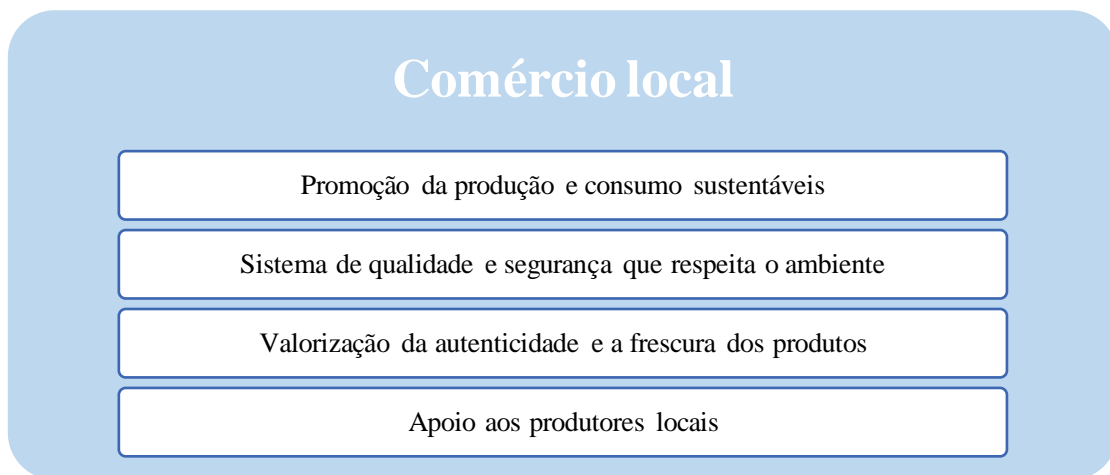 Comércio local
Promoção da produção e consumo sustentáveis
Sistema de qualidade e segurança que respeita o ambiente
Valorização da autenticidade e a frescura dos produtos
Apoio aos produtores locais